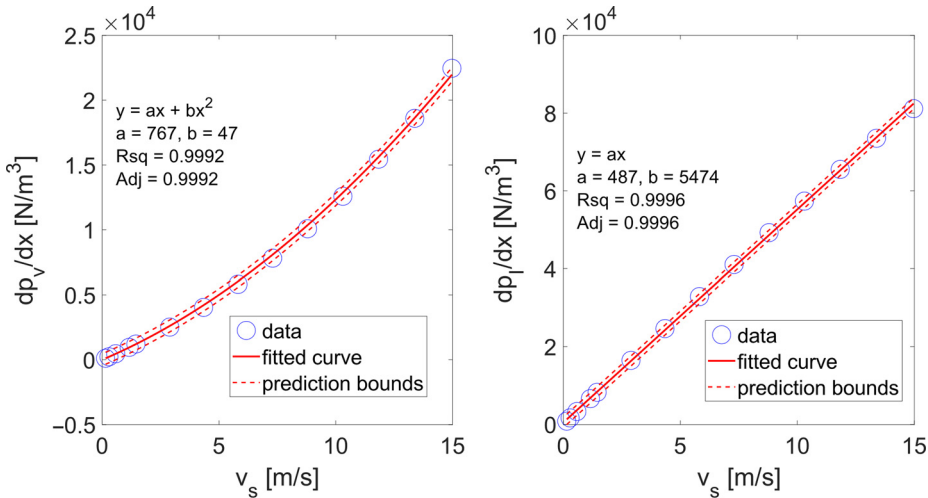 ×10⁴
2.5
2
1.5
1
0.5
0
−0.5
dp_v/dx [N/m³]
y = ax + bx²
a = 767, b = 47
Rsq = 0.9992
Adj = 0.9992
data
fitted curve
prediction bounds
0 5 10 15
v_s [m/s]
×10⁴
10
8
6
4
2
0
dp_l/dx [N/m³]
y = ax
a = 487, b = 5474
Rsq = 0.9996
Adj = 0.9996
data
fitted curve
prediction bounds
0 5 10 15
v_s [m/s]